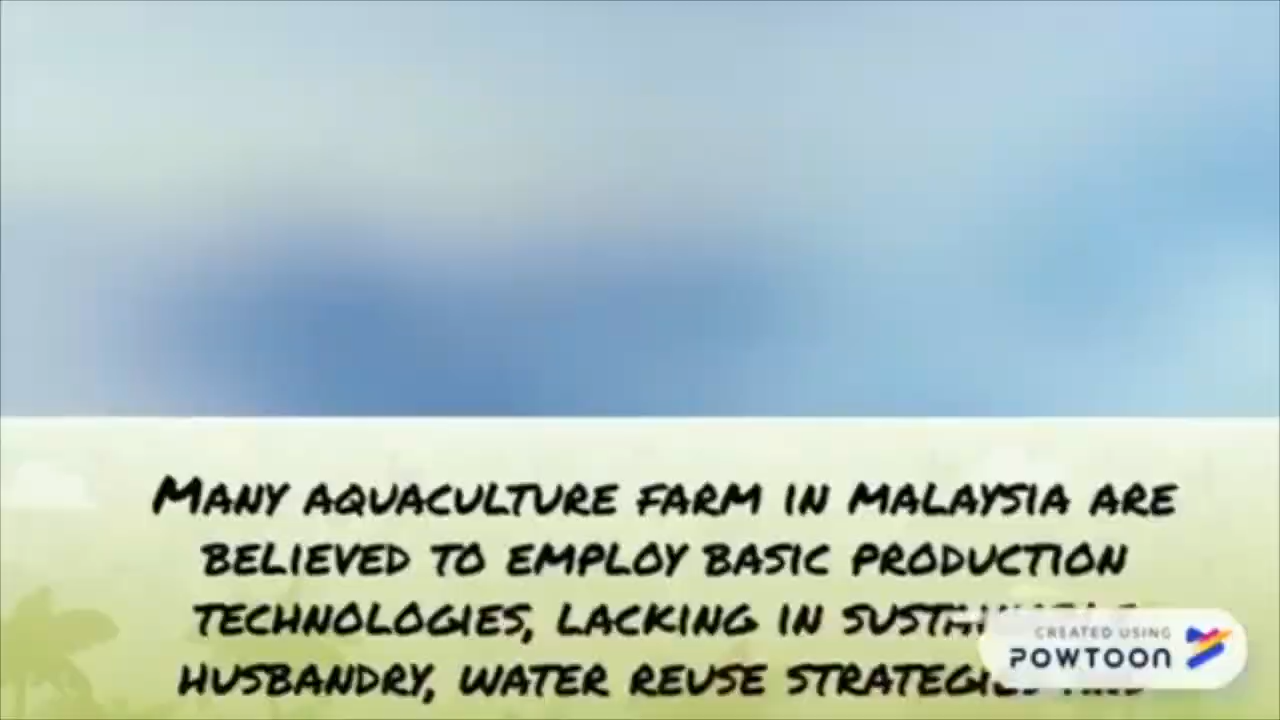 MANY AQUACULTURE FARM IN MALAYSIA ARE
BELIEVED TO EMPLOY BASIC PRODUCTION
TECHNOLOGIES, LACKING IN
HUSBANDRY, WATER REUSE STRATEGIES
CREATED USING
POWTOON